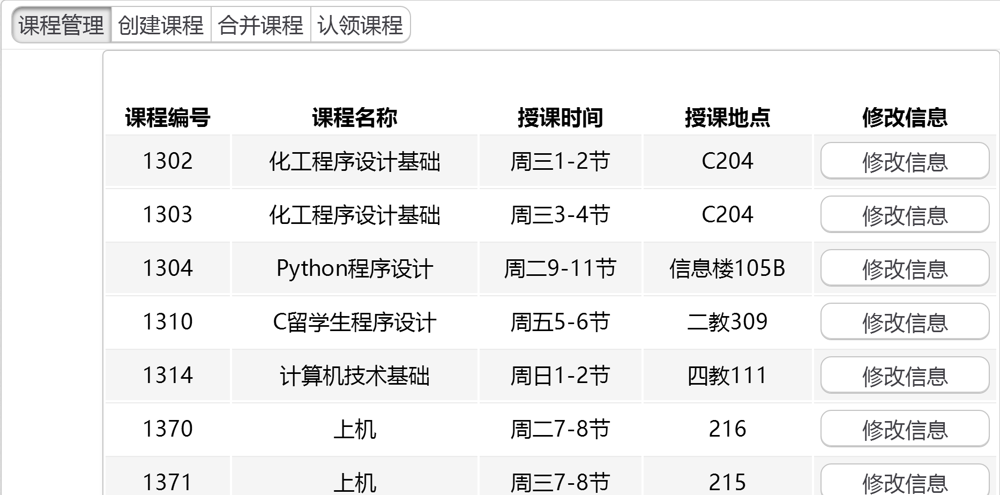 课程管理 创建课程 合并课程 认领课程
课程编号 课程名称 授课时间 授课地点 修改信息
1302 化工程序设计基础 周三1-2节 C204 修改信息
1303 化工程序设计基础 周三3-4节 C204 修改信息
1304 Python程序设计 周二9-11节 信息楼105B 修改信息
1310 C留学生程序设计 周五5-6节 二教309 修改信息
1314 计算机技术基础 周日1-2节 四教111 修改信息
1370 上机 周二7-8节 216 修改信息
1371 上机 周三7-8节 215 修改信息